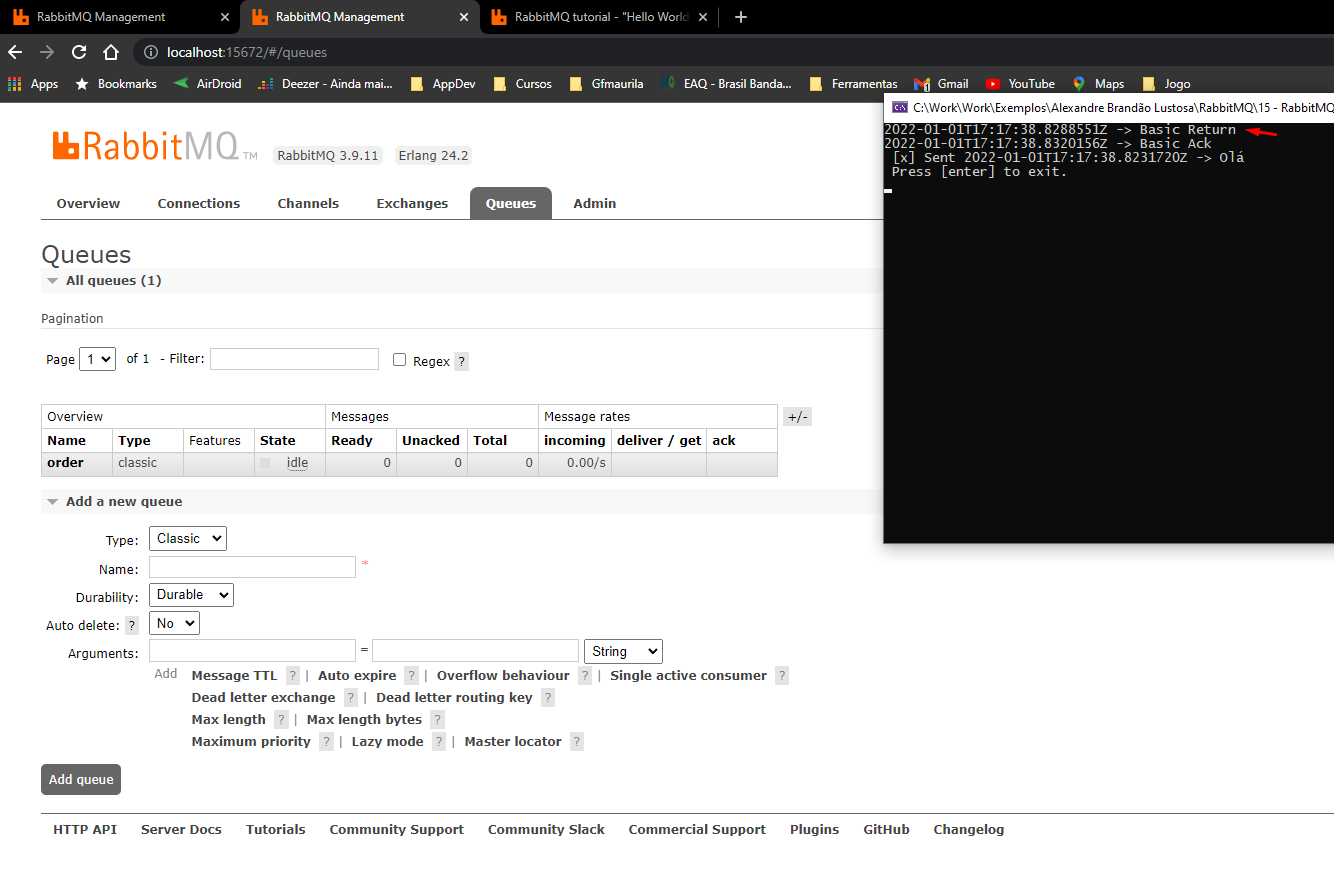 RabbitMQ Management
RabbitMQ Management
RabbitMQ tutorial - "Hello World
localhost:15672/#/queues
Apps Bookmarks AirDroid Deezer - Ainda mai... AppDev Cursos Gfmaurila EAQ - Brasil Banda... Ferramentas Gmail YouTube Maps Jogo
C:\Work\Work\Exemplos\Alexandre Brandão Lustosa\RabbitMQ\15 - RabbitMQ
2022-01-01T17:17:38.8288551Z -> Basic Return
2022-01-01T17:17:38.8320156Z -> Basic Ack
[x] Sent 2022-01-01T17:17:38.8231720Z -> Olá
Press [enter] to exit.
RabbitMQ TM RabbitMQ 3.9.11 Erlang 24.2
Overview Connections Channels Exchanges Queues Admin
Queues
All queues (1)
Pagination
Page 1 of 1 - Filter: Regex ?
Overview Messages Message rates +/-
Name Type Features State Ready Unacked Total incoming deliver / get ack
order classic idle 0 0 0 0.00/s
Add a new queue
Type: Classic
Name: *
Durability: Durable
Auto delete: ? No
Arguments: = String
Add Message TTL ? | Auto expire ? | Overflow behaviour ? | Single active consumer ?
Dead letter exchange ? | Dead letter routing key ?
Max length ? | Max length bytes ?
Maximum priority ? | Lazy mode ? | Master locator ?
Add queue
HTTP API Server Docs Tutorials Community Support Community Slack Commercial Support Plugins GitHub Changelog